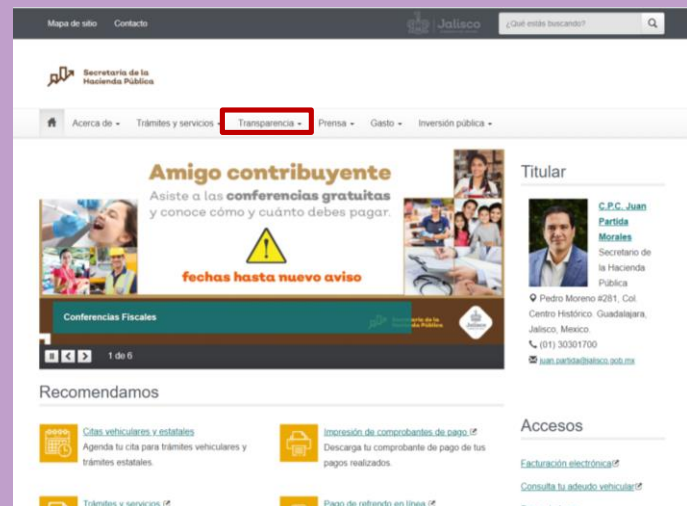 Mapa de sitio Contacto
Jalisco
¿Qué estás buscando?
Secretaría de la
Hacienda Pública
Acerca de Trámites y servicios Transparencia Prensa Gasto Inversión pública
Amigo contribuyente
Asiste a las conferencias gratuitas
y conoce cómo y cuánto debes pagar.
fechas hasta nuevo aviso
Conferencias Fiscales
Secretaría de la
Hacienda Pública
Jalisco
1 de 6
Titular
C.P.C. Juan
Partida
Morales
Secretario de
la Hacienda
Pública
Pedro Moreno #281, Col.
Centro Histórico. Guadalajara,
Jalisco, Mexico.
(01) 30301700
juan.partida@jalisco.gob.mx
Recomendamos
Citas vehiculares y estatales
Agenda tu cita para trámites vehiculares y
trámites estatales.
Impresión de comprobantes de pago
Descarga tu comprobante de pago de tus
pagos realizados.
Trámites y servicios
Pago de refrendo en línea
Accesos
Facturación electrónica
Consulta tu adeudo vehicular